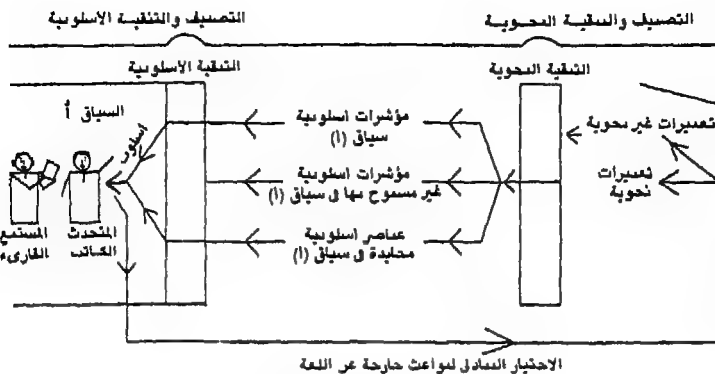 التصنيف والتنقية النحوية
التصنيف والتنقية الأسلوبية
التنقية النحوية
التنقية الأسلوبية
السياق أ
أسلوب
تعبيرات غير نحوية
تعبيرات
نحوية
مؤشرات أسلوبية
سياق (أ)
مؤشرات أسلوبية
غير مسموح بها في سياق (أ)
عناصر أسلوبية
محايدة في سياق (أ)
المتحدث
الكاتب
المستمع
القارىء
الاختيار التبادلى لبواعث خارجة عن اللغة